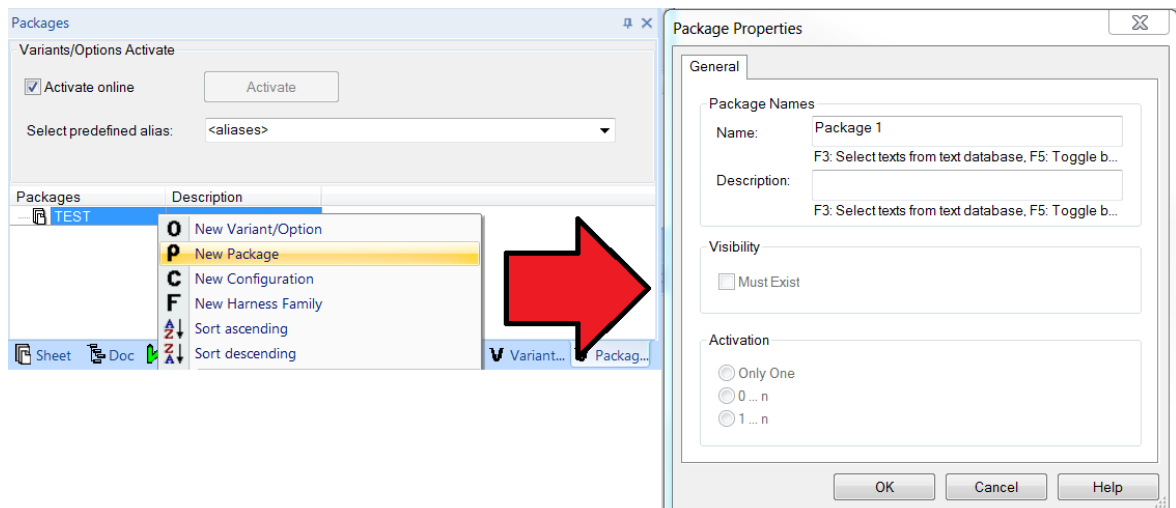 Packages
Variants/Options Activate
Activate online
Activate
Select predefined alias:
<aliases>
Packages Description
TEST
O New Variant/Option
P New Package
C New Configuration
F New Harness Family
A Z Sort ascending
Z A Sort descending
Sheet Doc Variant... Packag...
Package Properties
General
Package Names
Name: Package 1
F3: Select texts from text database, F5: Toggle b...
Description:
F3: Select texts from text database, F5: Toggle b...
Visibility
Must Exist
Activation
Only One
0 ... n
1 ... n
OK Cancel Help